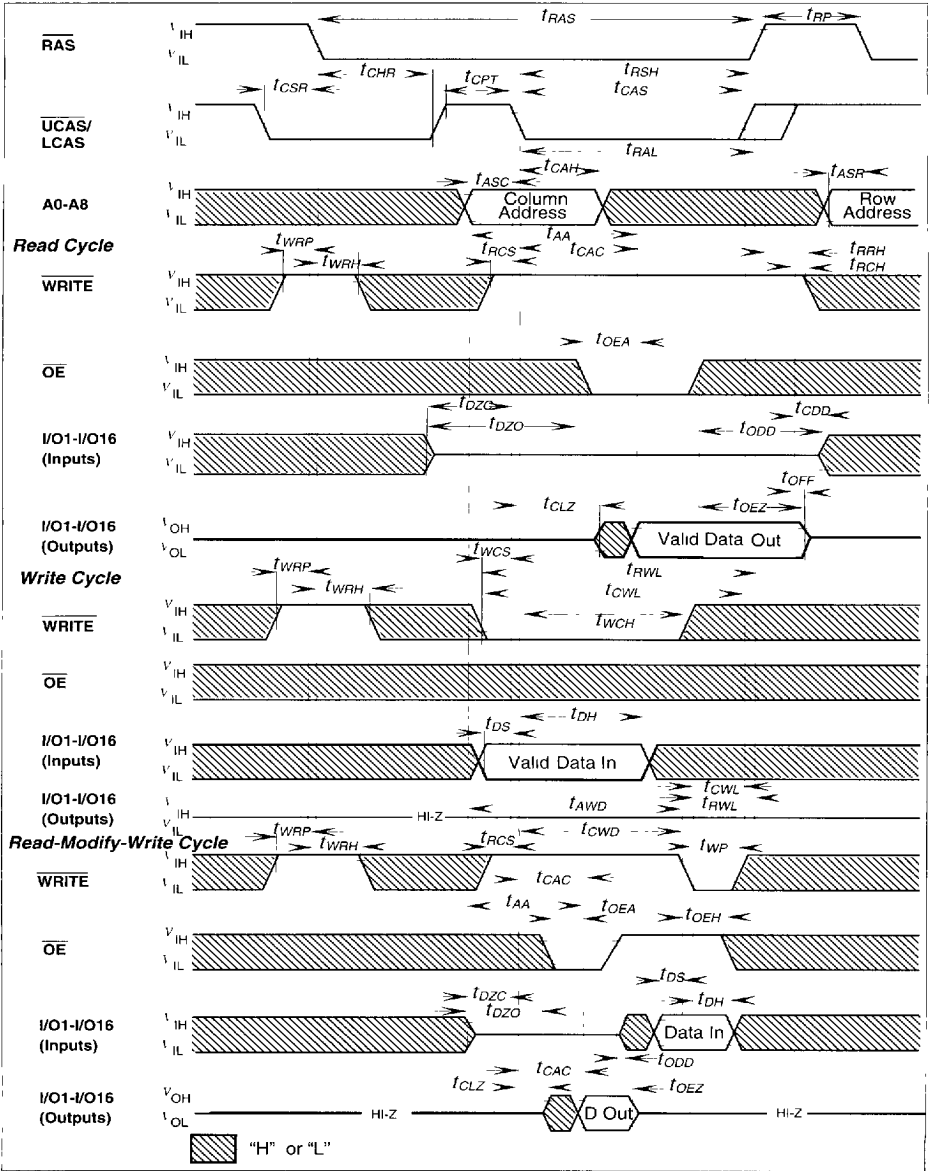 tRAS tRP
RAS VIH
VIL
tCHR tCPT tRSH
tCSR tCAS
UCAS/ VIH
LCAS VIL
tRAL
tCAH
tASC tASR
A0-A8 VIH Column Row
VIL Address Address
Read Cycle tWRP tAA
tRCS tCAC tRRH
tWRH tRCH
WRITE VIH
VIL
tOEA
OE VIH
VIL
tDZC tCDD
tDZO tODD
I/O1-I/O16 VIH
(Inputs) VIL
tOFF
tCLZ tOEZ
I/O1-I/O16 VOH Valid Data Out
(Outputs) VOL
tWCS
Write Cycle tWRP tRWL
tWRH tCWL
WRITE VIH tWCH
VIL
OE VIH
VIL
tDS tDH
I/O1-I/O16 VIH
(Inputs) VIL Valid Data In
tCWL
I/O1-I/O16 VIH HI-Z tAWD tRWL
(Outputs) VIL
Read-Modify-Write Cycle tWRP tRCS tCWD
tWRH tWP
WRITE VIH
VIL tCAC
tAA tOEA tOEH
OE VIH
VIL
tDZC tDS
tDZO tDH
I/O1-I/O16 VIH
(Inputs) VIL Data In
tODD
tCAC
tCLZ tOEZ
I/O1-I/O16 VOH
(Outputs) VOL HI-Z D Out HI-Z
“H” or “L”